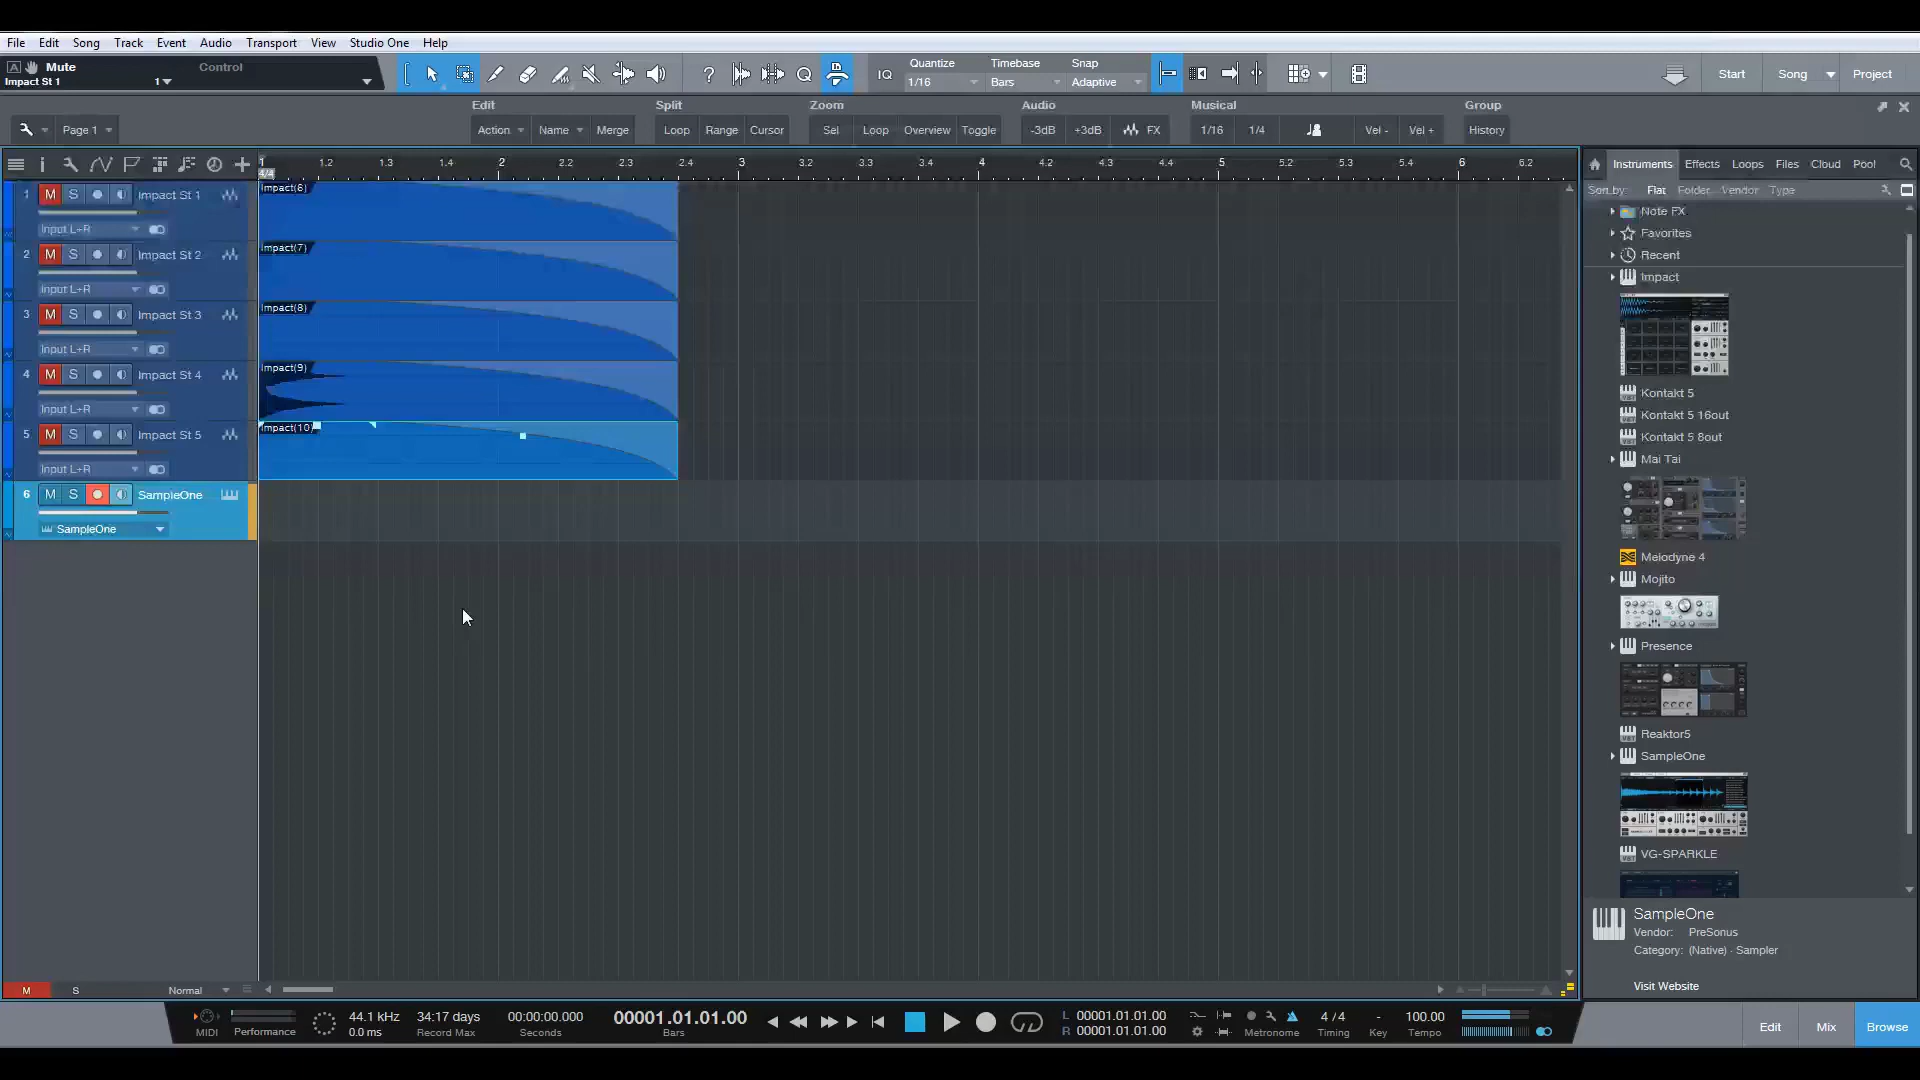 File Edit Song Track Event Audio Transport View Studio One Help
A Mute Control
Impact St 1 1
IQ Quantize Timebase Snap
1/16 Bars Adaptive
Start Song Project
Edit Split Zoom Audio Musical Group
Page 1 Action Name Merge Loop Range Cursor Sel Loop Overview Toggle -3dB +3dB FX 1/16 1/4 Vel - Vel + History
1 1.2 1.3 1.4 2 2.2 2.3 2.4 3 3.2 3.3 3.4 4 4.2 4.3 4.4 5 5.2 5.3 5.4 6 6.2
4/4
1 M S Impact St 1
Input L+R
Impact(6)
2 M S Impact St 2
Input L+R
Impact(7)
3 M S Impact St 3
Input L+R
Impact(8)
4 M S Impact St 4
Input L+R
Impact(9)
5 M S Impact St 5
Input L+R
Impact(10)
6 M S SampleOne
SampleOne
Instruments Effects Loops Files Cloud Pool
Sort by: Flat Folder Vendor Type
Note FX
Favorites
Recent
Impact
Kontakt 5
Kontakt 5 16out
Kontakt 5 8out
Mai Tai
Melodyne 4
Mojito
Presence
Reaktor5
SampleOne
VG-SPARKLE
SampleOne
Vendor: PreSonus
Category: (Native) - Sampler
Visit Website
M S Normal
MIDI Performance
44.1 kHz
0.0 ms
34:17 days
Record Max
00:00:00.000
Seconds
00001.01.01.00
Bars
L 00001.01.01.00
R 00001.01.01.00
Metronome
4 / 4
Timing
-
Key
100.00
Tempo
Edit Mix Browse